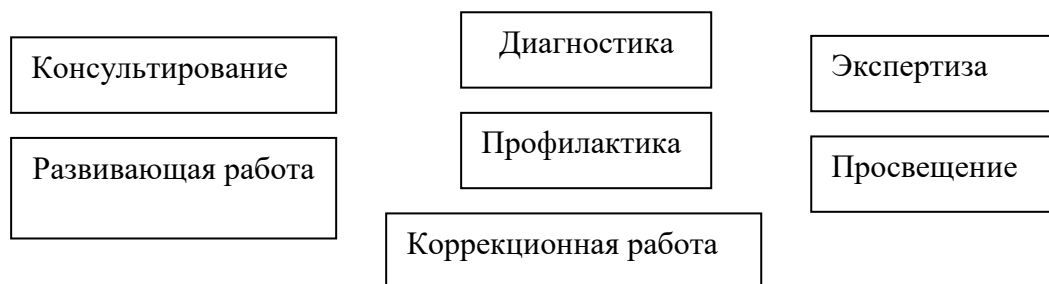 Диагностика
Консультирование
Экспертиза
Профилактика
Развивающая работа
Просвещение
Коррекционная работа